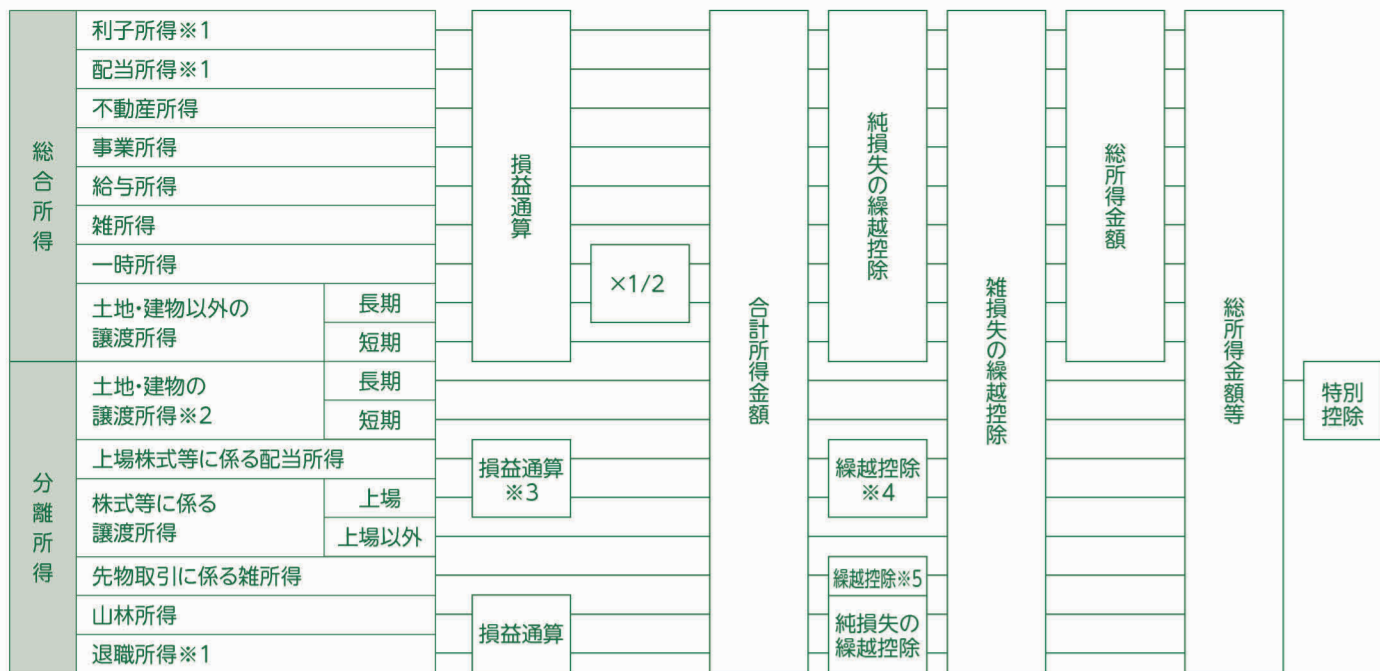 総合所得
利子所得※1
配当所得※1
不動産所得
事業所得
給与所得
雑所得
一時所得
土地・建物以外の
譲渡所得
長期
短期
分離所得
土地・建物の
譲渡所得※2
長期
短期
上場株式等に係る配当所得
株式等に係る
譲渡所得
上場
上場以外
先物取引に係る雑所得
山林所得
退職所得※1
損益通算
損益通算
※3
損益通算
×1/2
合計所得金額
純損失の繰越控除
繰越控除
※4
繰越控除※5
純損失の
繰越控除
雑損失の繰越控除
総所得金額
総所得金額等
特別
控除